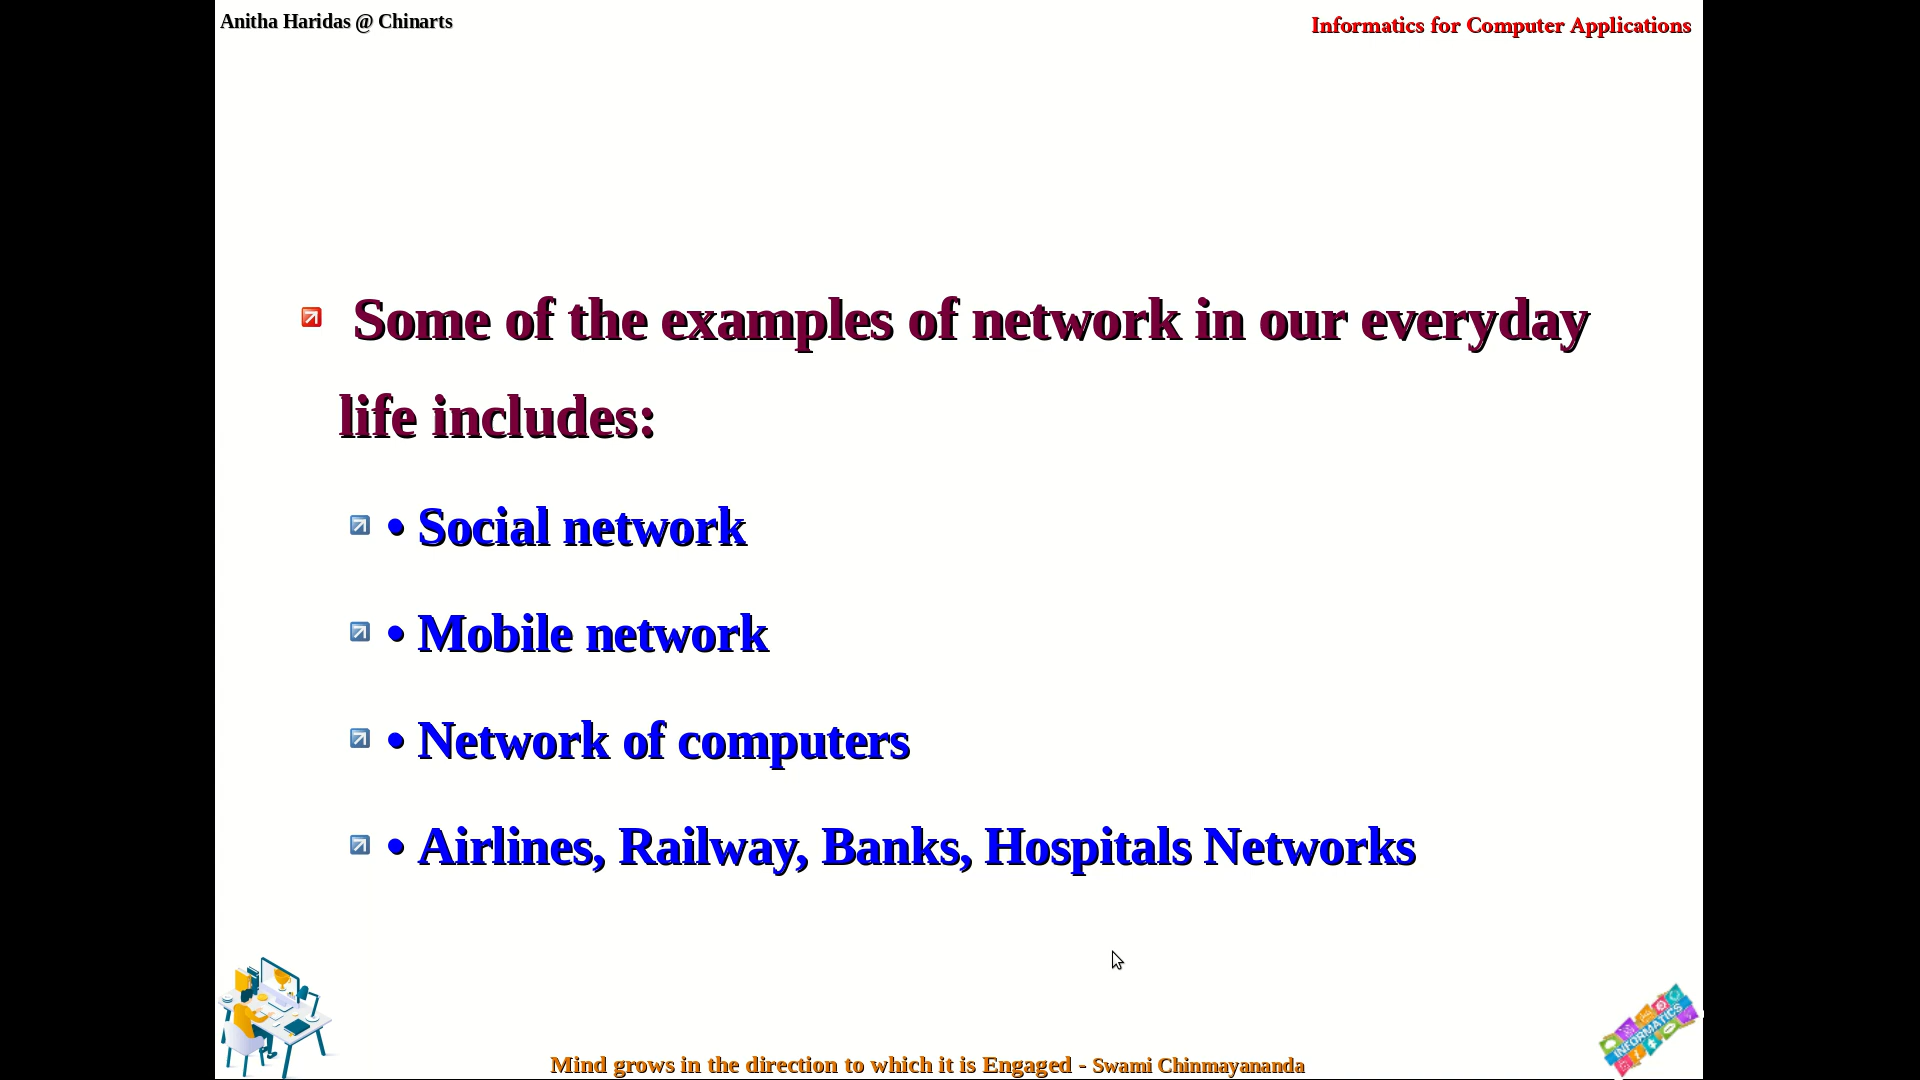 Anitha Haridas @ Chinarts
Informatics for Computer Applications
Some of the examples of network in our everyday
life includes:
• Social network
• Mobile network
• Network of computers
• Airlines, Railway, Banks, Hospitals Networks
INFORMATICS
Mind grows in the direction to which it is Engaged - Swami Chinmayananda